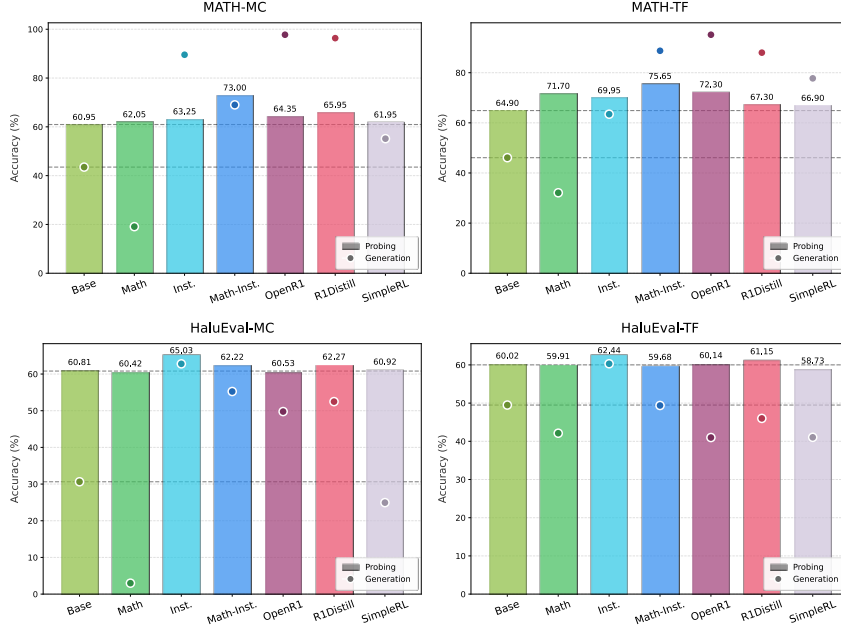 MATH-MC
Accuracy (%)
100
80
60
40
20
0
60.95
62.05
63.25
73.00
64.35
65.95
61.95
Probing
Generation
Base
Math
Inst.
Math-Inst.
OpenR1
R1Distill
SimpleRL
MATH-TF
Accuracy (%)
80
60
40
20
0
64.90
71.70
69.95
75.65
72.30
67.30
66.90
Probing
Generation
Base
Math
Inst.
Math-Inst.
OpenR1
R1Distill
SimpleRL
HaluEval-MC
Accuracy (%)
60
50
40
30
20
10
0
60.81
60.42
65.03
62.22
60.53
62.27
60.92
Probing
Generation
Base
Math
Inst.
Math-Inst.
OpenR1
R1Distill
SimpleRL
HaluEval-TF
Accuracy (%)
60
50
40
30
20
10
0
60.02
59.91
62.44
59.68
60.14
61.15
58.73
Probing
Generation
Base
Math
Inst.
Math-Inst.
OpenR1
R1Distill
SimpleRL